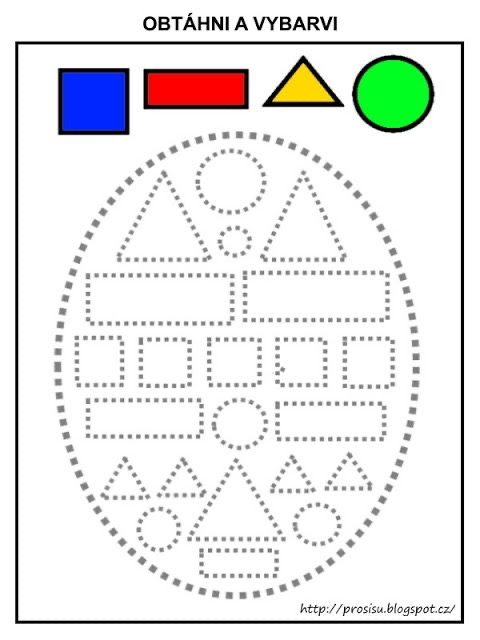 OBTÁHNI A VYBARVI
http://prosisu.blogspot.cz/